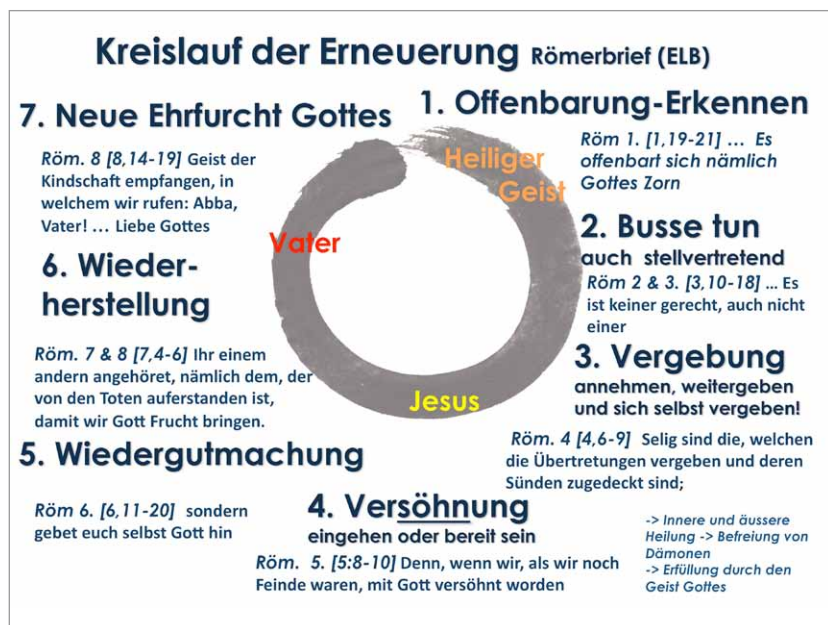 Kreislauf der Erneuerung Römerbrief (ELB)
1. Offenbarung-Erkennen
Röm 1. [1,19-21] ... Es
offenbart sich nämlich
Gottes Zorn
2. Busse tun
auch stellvertretend
Röm 2 & 3. [3,10-18] ... Es
ist keiner gerecht, auch nicht
einer
3. Vergebung
annehmen, weitergeben
und sich selbst vergeben!
Röm. 4 [4,6-9] Selig sind die, welchen
die Übertretungen vergeben und deren
Sünden zugedeckt sind;
4. Versöhnung
eingehen oder bereit sein
Röm. 5. [5:8-10] Denn, wenn wir, als wir noch
Feinde waren, mit Gott versöhnt worden
5. Wiedergutmachung
Röm 6. [6,11-20] sondern
gebet euch selbst Gott hin
6. Wieder-
herstellung
Röm. 7 & 8 [7,4-6] Ihr einem
andern angehöret, nämlich dem, der
von den Toten auferstanden ist,
damit wir Gott Frucht bringen.
7. Neue Ehrfurcht Gottes
Röm. 8 [8,14-19] Geist der
Kindschaft empfangen, in
welchem wir rufen: Abba,
Vater! ... Liebe Gottes
Heiliger
Geist
Vater
Jesus
-> Innere und äussere
Heilung -> Befreiung von
Dämonen
-> Erfüllung durch den
Geist Gottes